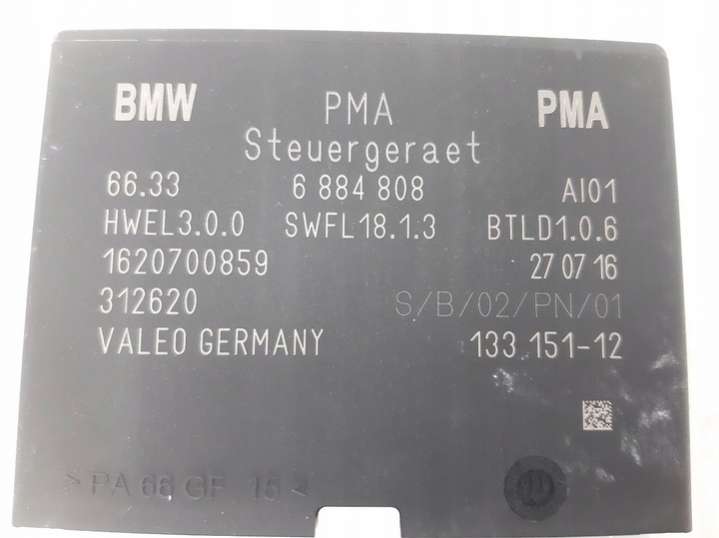 BMW PMA PMA
Steuergeraet
66.33 6 884 808 AI01
HWEL3.0.0 SWFL18.1.3 BTLD1.0.6
1620700859 27 07 16
312620 S/B/02/PN/01
VALEO GERMANY 133.151-12
>PA 66 GF 15<